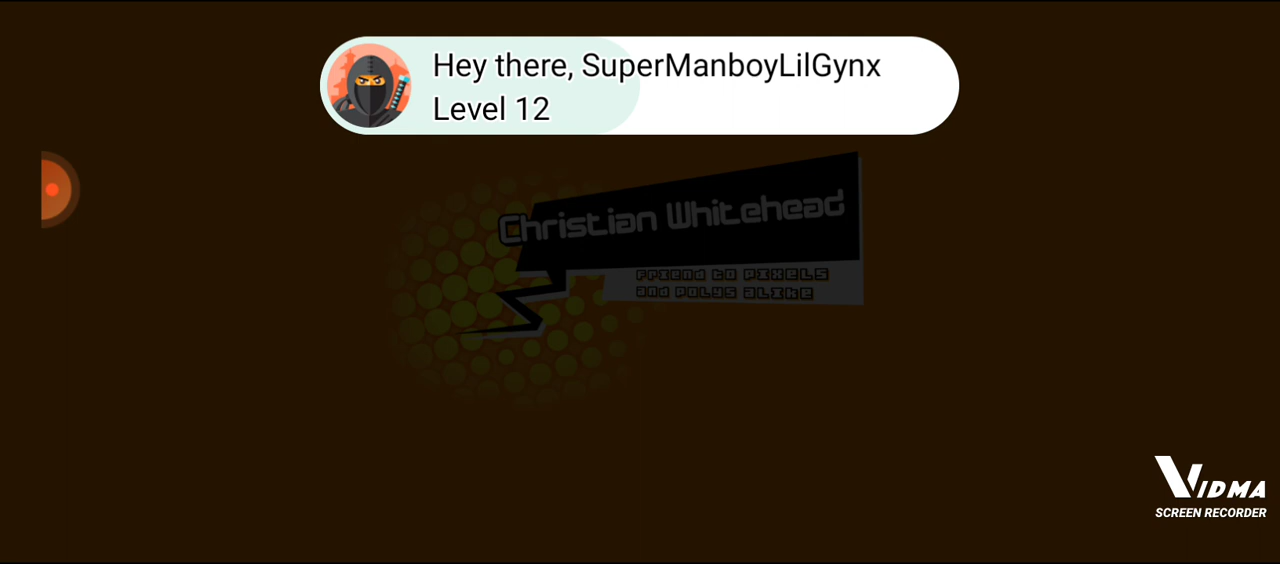 Hey there, SuperManboyLilGynx
Level 12
Christian Whitehead
FRIEND to PIXELS
and POLYS ALIKE
VIDMA
SCREEN RECORDER